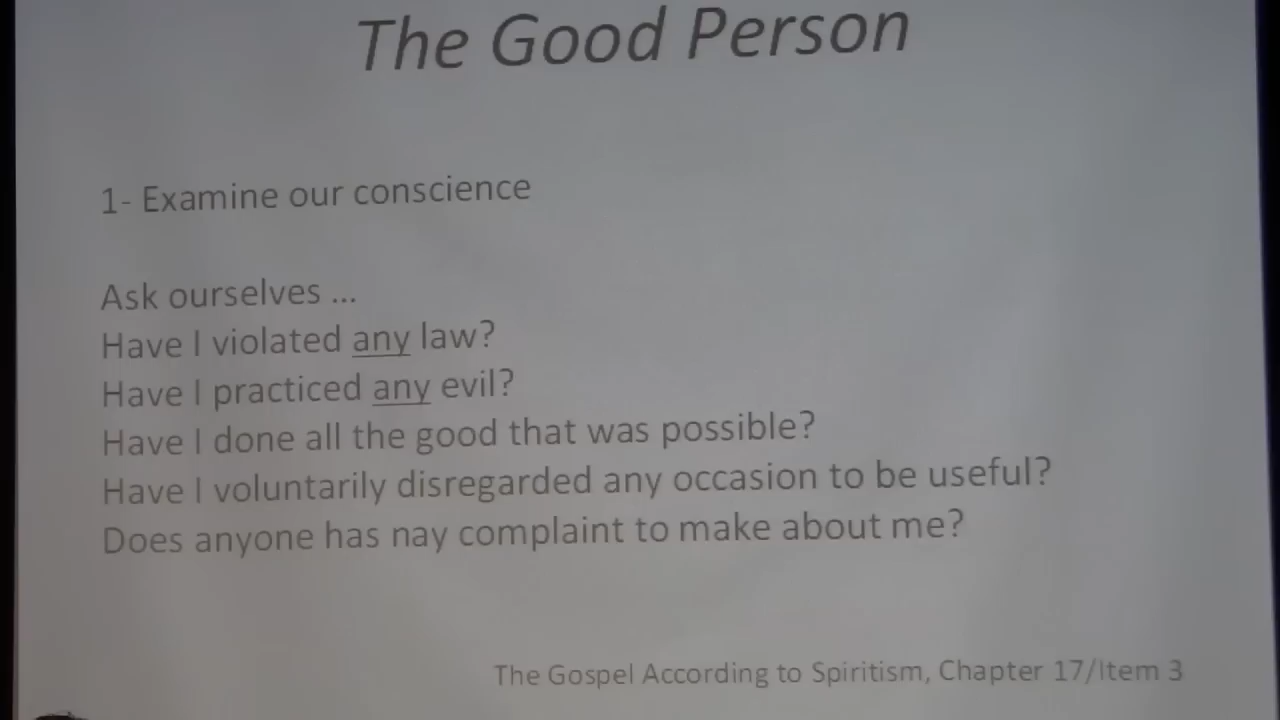 The Good Person
1- Examine our conscience
Ask ourselves ...
Have I violated any law?
Have I practiced any evil?
Have I done all the good that was possible?
Have I voluntarily disregarded any occasion to be useful?
Does anyone has nay complaint to make about me?
The Gospel According to Spiritism, Chapter 17/Item 3